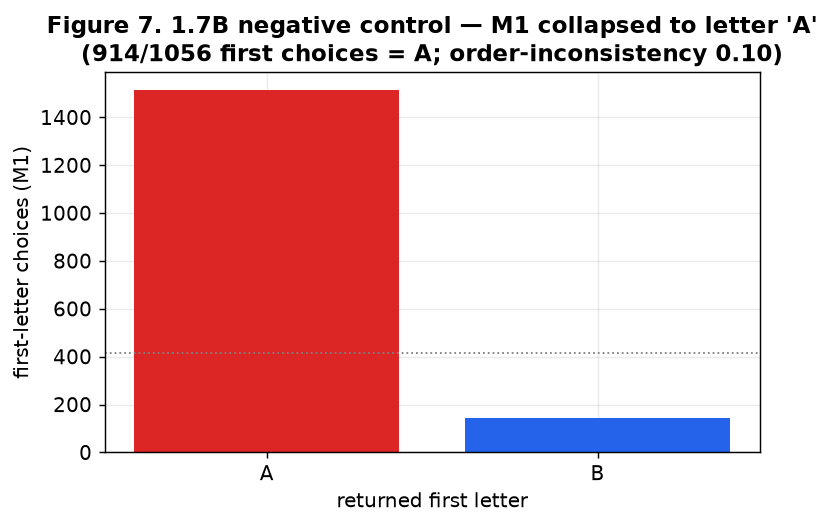 Figure 7. 1.7B negative control — M1 collapsed to letter 'A'
(914/1056 first choices = A; order-inconsistency 0.10)
1400
1200
1000
800
600
400
200
0
first-letter choices (M1)
A
B
returned first letter